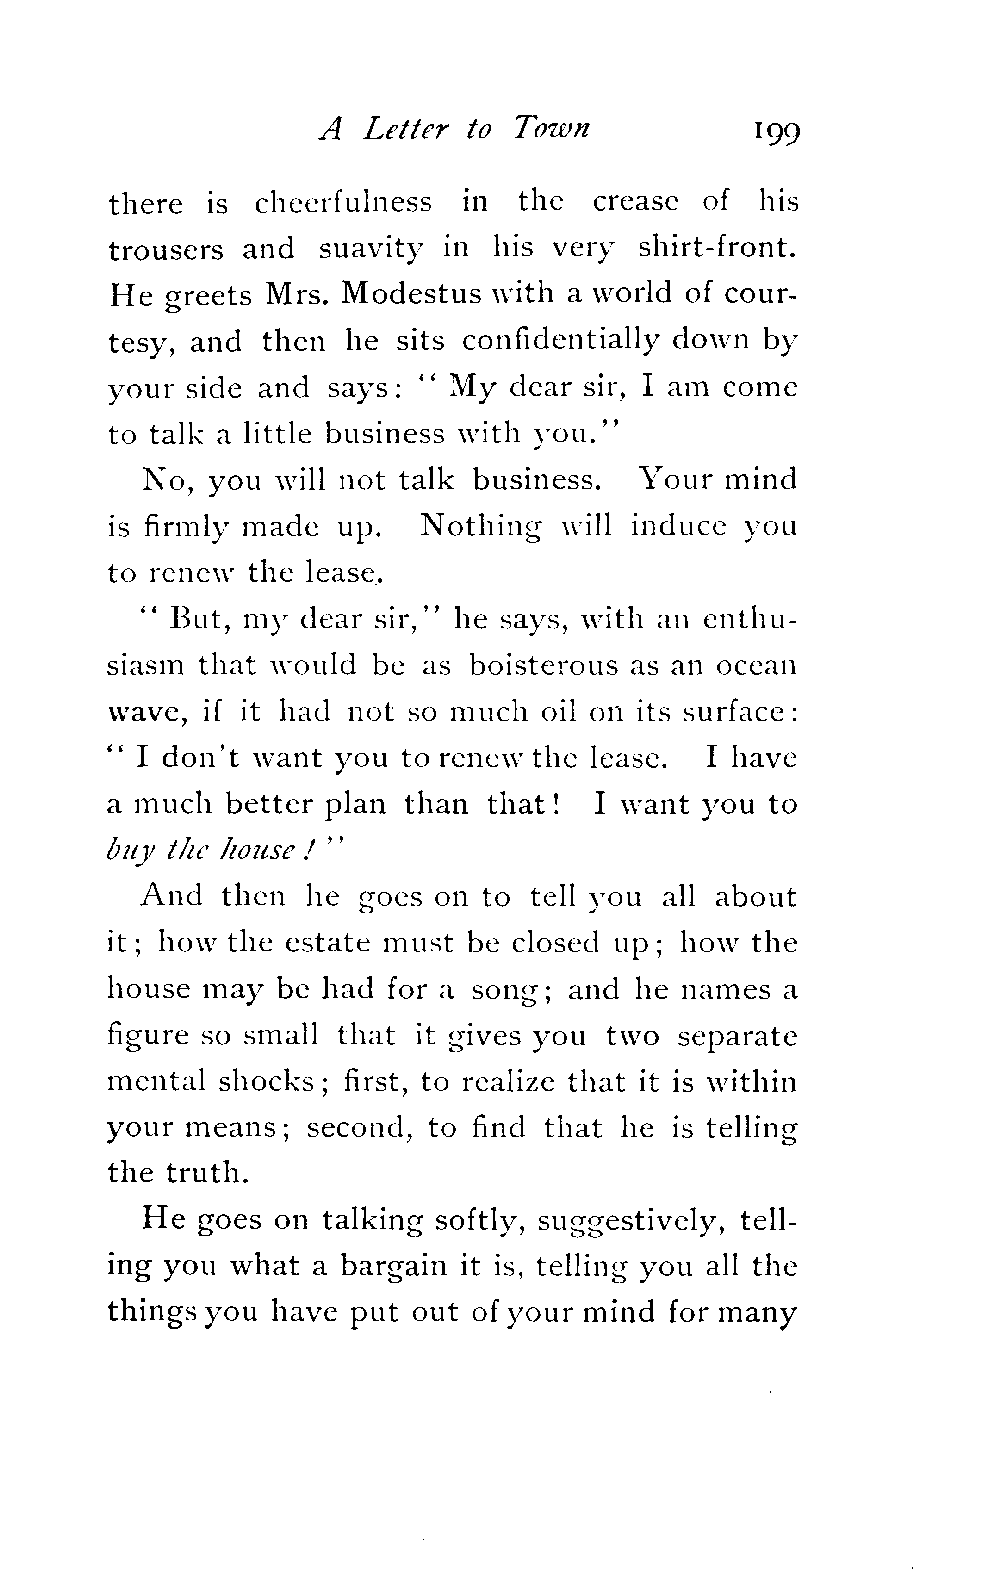 A Letter to Town 199
there is cheerfulness in the crease of his
trousers and suavity in his very shirt-front.
He greets Mrs. Modestus with a world of cour-
tesy, and then he sits confidentially down by
your side and says: “ My dear sir, I am come
to talk a little business with you.”
No, you will not talk business. Your mind
is firmly made up. Nothing will induce you
to renew the lease.
“ But, my dear sir,” he says, with an enthu-
siasm that would be as boisterous as an ocean
wave, if it had not so much oil on its surface:
“ I don’t want you to renew the lease. I have
a much better plan than that! I want you to
buy the house! ”
And then he goes on to tell you all about
it; how the estate must be closed up; how the
house may be had for a song; and he names a
figure so small that it gives you two separate
mental shocks; first, to realize that it is within
your means; second, to find that he is telling
the truth.
He goes on talking softly, suggestively, tell-
ing you what a bargain it is, telling you all the
things you have put out of your mind for many